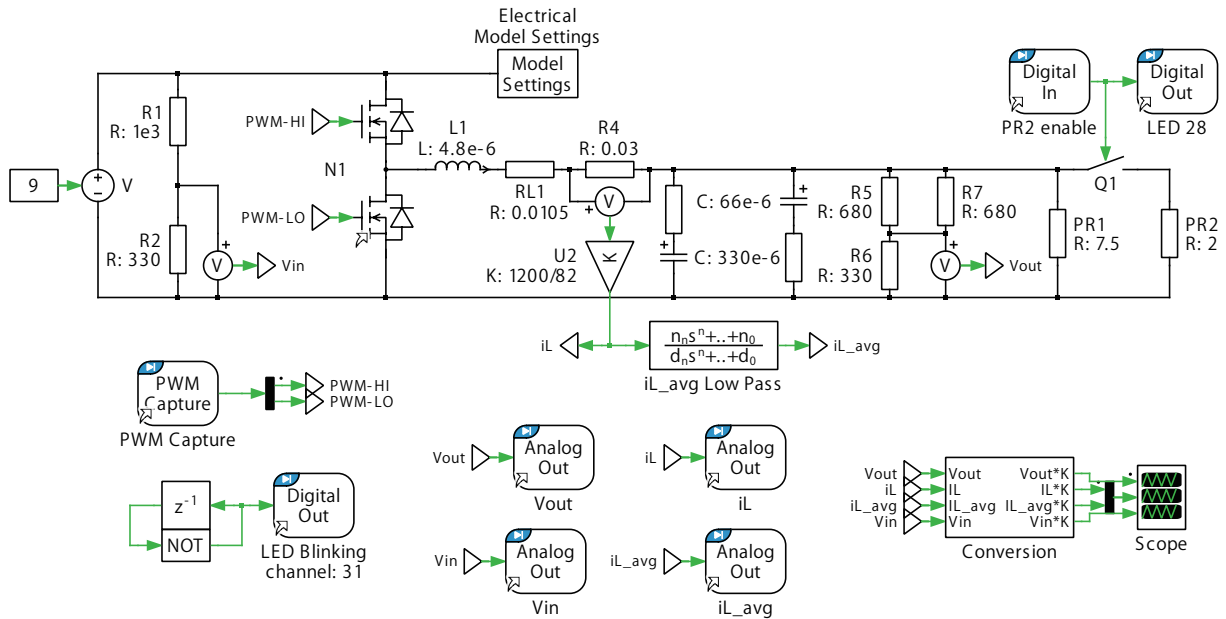 Electrical
Model Settings
Model
Settings
R1
R: 1e3
9
V
R2
R: 330
V
Vin
PWM-HI
N1
PWM-LO
L1
L: 4.8e-6
RL1
R: 0.0105
R4
R: 0.03
V
U2
K: 1200/82
K
C: 66e-6
C: 330e-6
R5
R: 680
R6
R: 330
R7
R: 680
V
Vout
Digital
In
PR2 enable
Digital
Out
LED 28
Q1
PR1
R: 7.5
PR2
R: 2
iL
nₙsⁿ+..+n₀
dₙsⁿ+..+d₀
iL_avg
iL_avg Low Pass
PWM
Capture
PWM Capture
PWM-HI
PWM-LO
z⁻¹
NOT
Digital
Out
LED Blinking
channel: 31
Vout
Analog
Out
Vout
iL
Analog
Out
iL
Vin
Analog
Out
Vin
iL_avg
Analog
Out
iL_avg
Vout
iL
iL_avg
Vin
Vout
IL
IL_avg
Vin
Vout*K
IL*K
IL_avg*K
Vin*K
Conversion
Scope